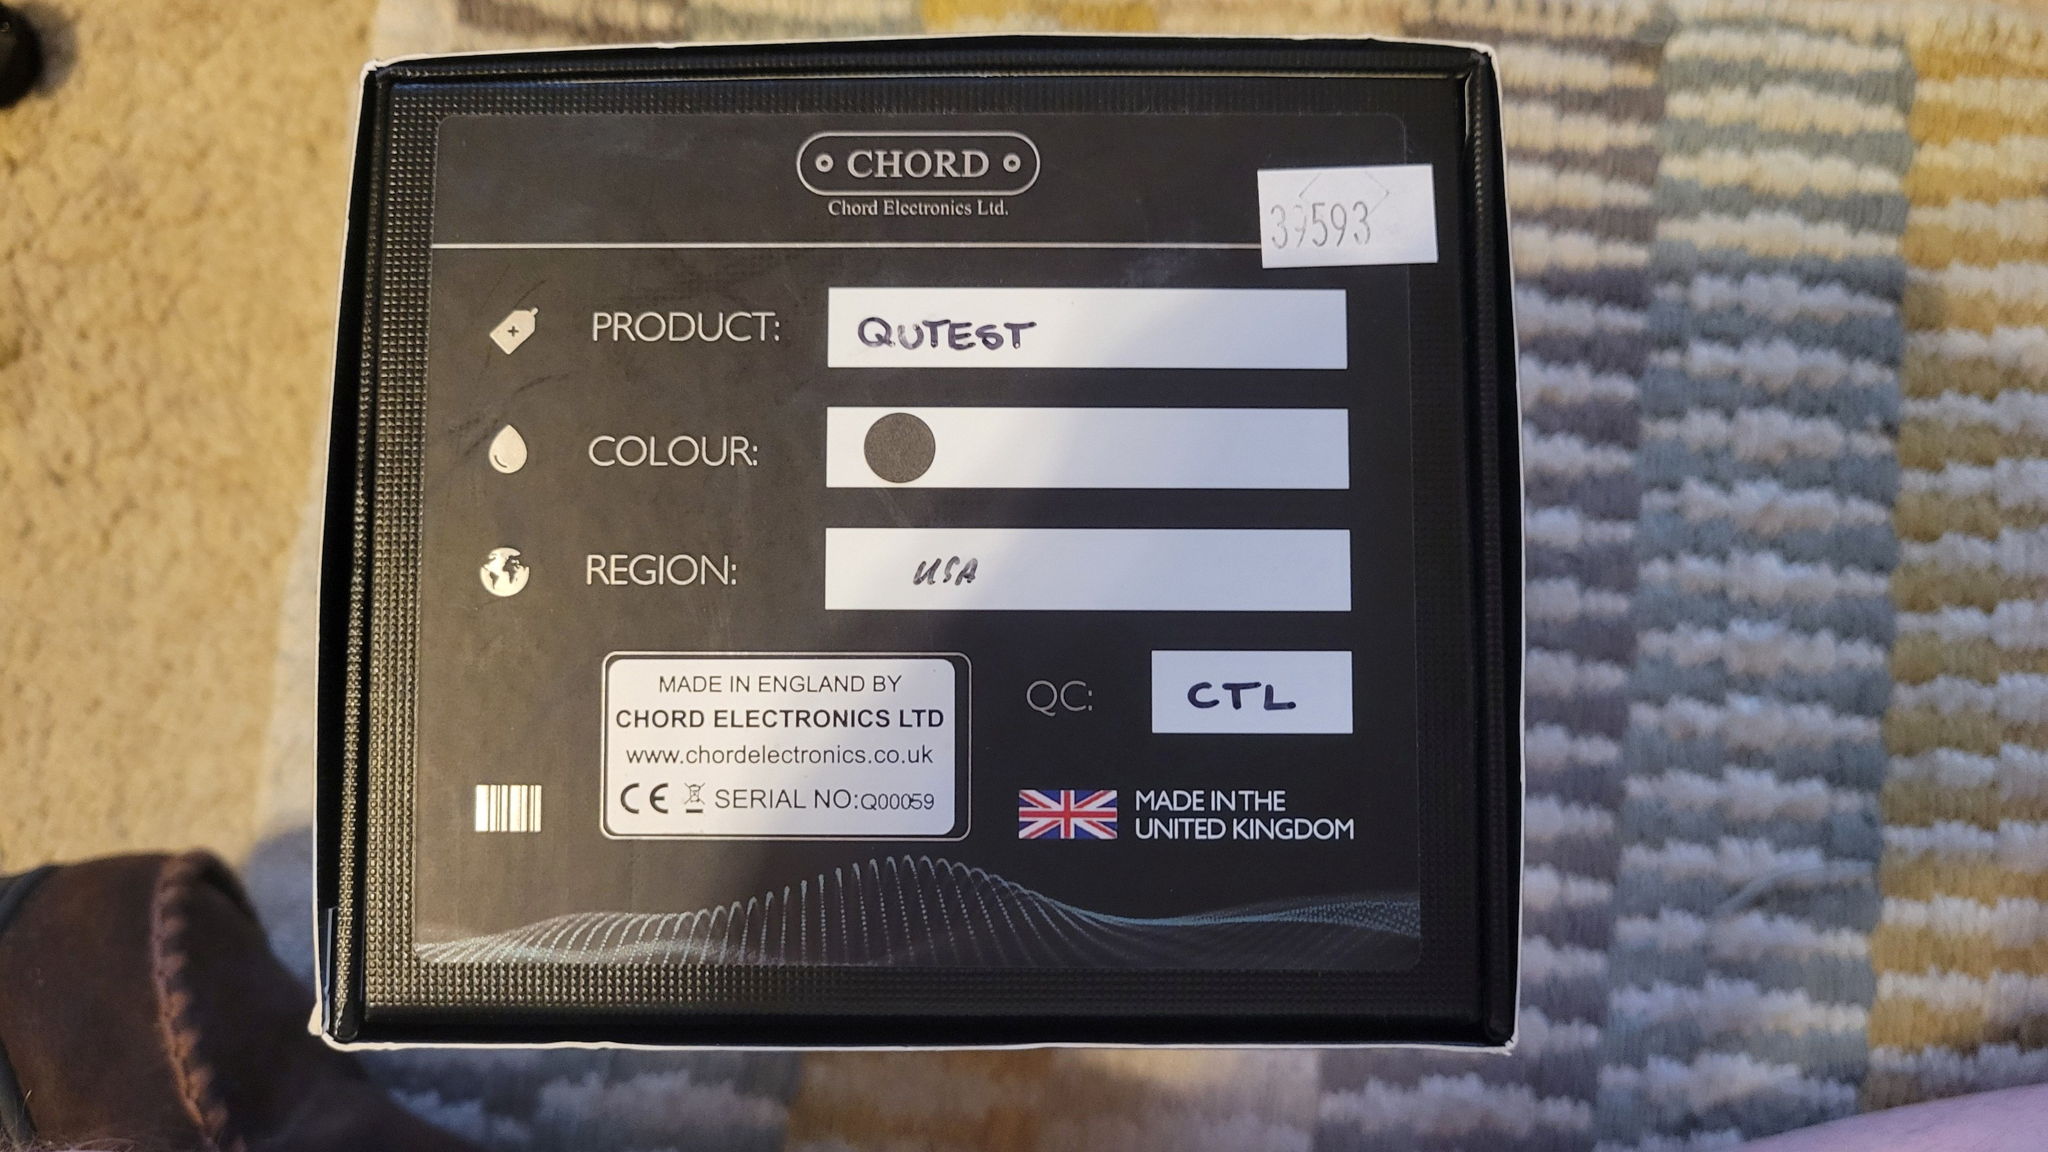 CHORD
Chord Electronics Ltd.
39593
PRODUCT: QUTEST
COLOUR:
REGION: USA
MADE IN ENGLAND BY
CHORD ELECTRONICS LTD
www.chordelectronics.co.uk
CE SERIAL NO:Q00059
QC: CTL
MADE IN THE
UNITED KINGDOM